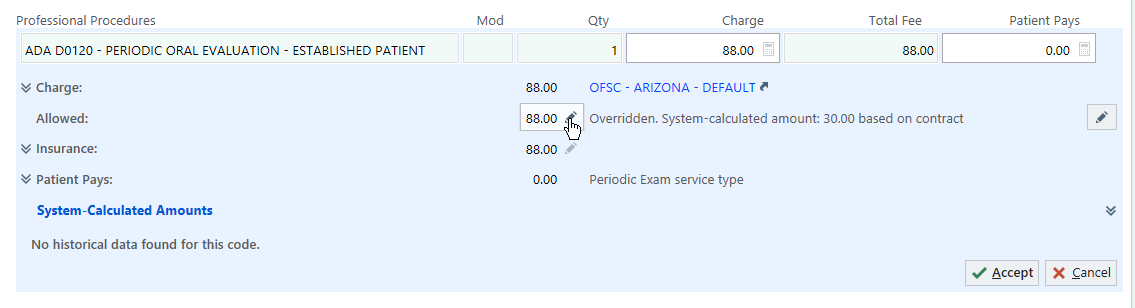 Professional Procedures Mod Qty Charge Total Fee Patient Pays
ADA D0120 - PERIODIC ORAL EVALUATION - ESTABLISHED PATIENT 1 88.00 88.00 0.00
Charge: 88.00 OFSC - ARIZONA - DEFAULT
Allowed: 88.00 Overridden. System-calculated amount: 30.00 based on contract
Insurance: 88.00
Patient Pays: 0.00 Periodic Exam service type
System-Calculated Amounts
No historical data found for this code.
Accept Cancel